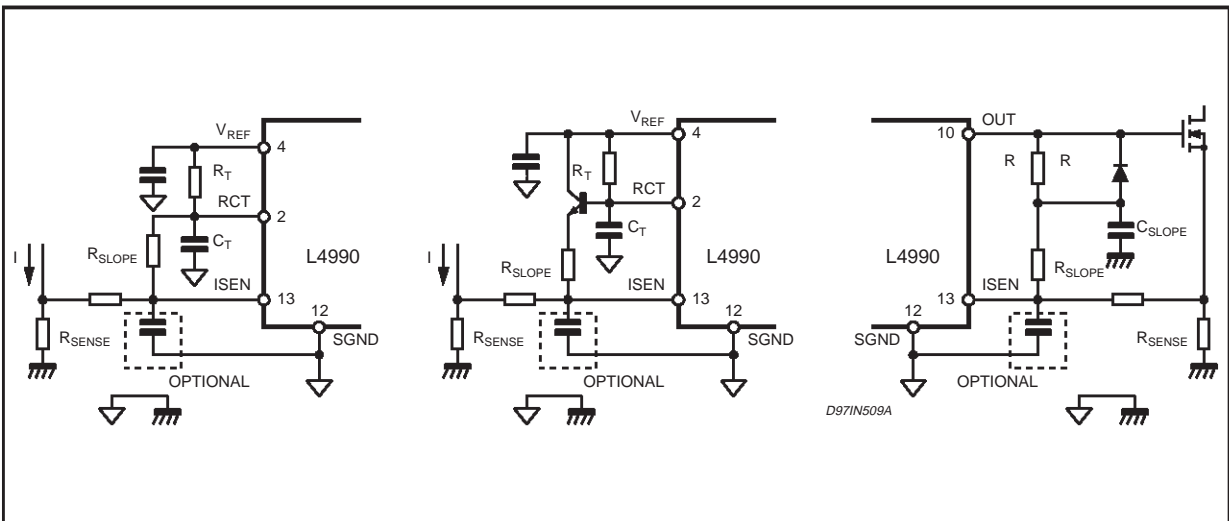 V_REF
4
R_T
RCT
2
C_T
R_SLOPE
L4990
I
ISEN
13
12
SGND
R_SENSE
OPTIONAL
V_REF
4
R_T
RCT
2
C_T
R_SLOPE
L4990
I
ISEN
13
12
SGND
R_SENSE
OPTIONAL
OUT
10
R
R
C_SLOPE
L4990
R_SLOPE
ISEN
13
12
SGND
R_SENSE
OPTIONAL
D97IN509A